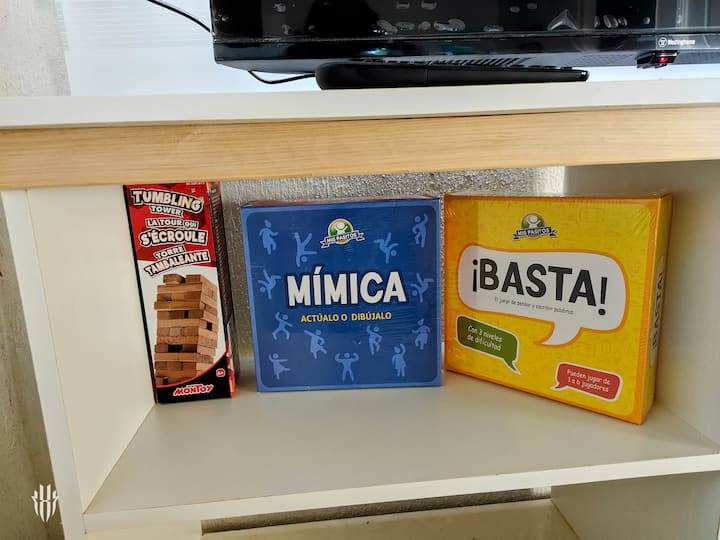 Westinghouse
TUMBLING
TOWER
LA TOUR QUI
S'ÉCROULE
TORRE
TAMBALEANTE
MONTOY
MIS PASITOS
MÍMICA
ACTÚALO O DIBÚJALO
MIS PASITOS
¡BASTA!
El juego de pensar y escribir palabras
Con 3 niveles
de dificultad
Pueden jugar de
1 a 6 jugadores
¡BASTA!